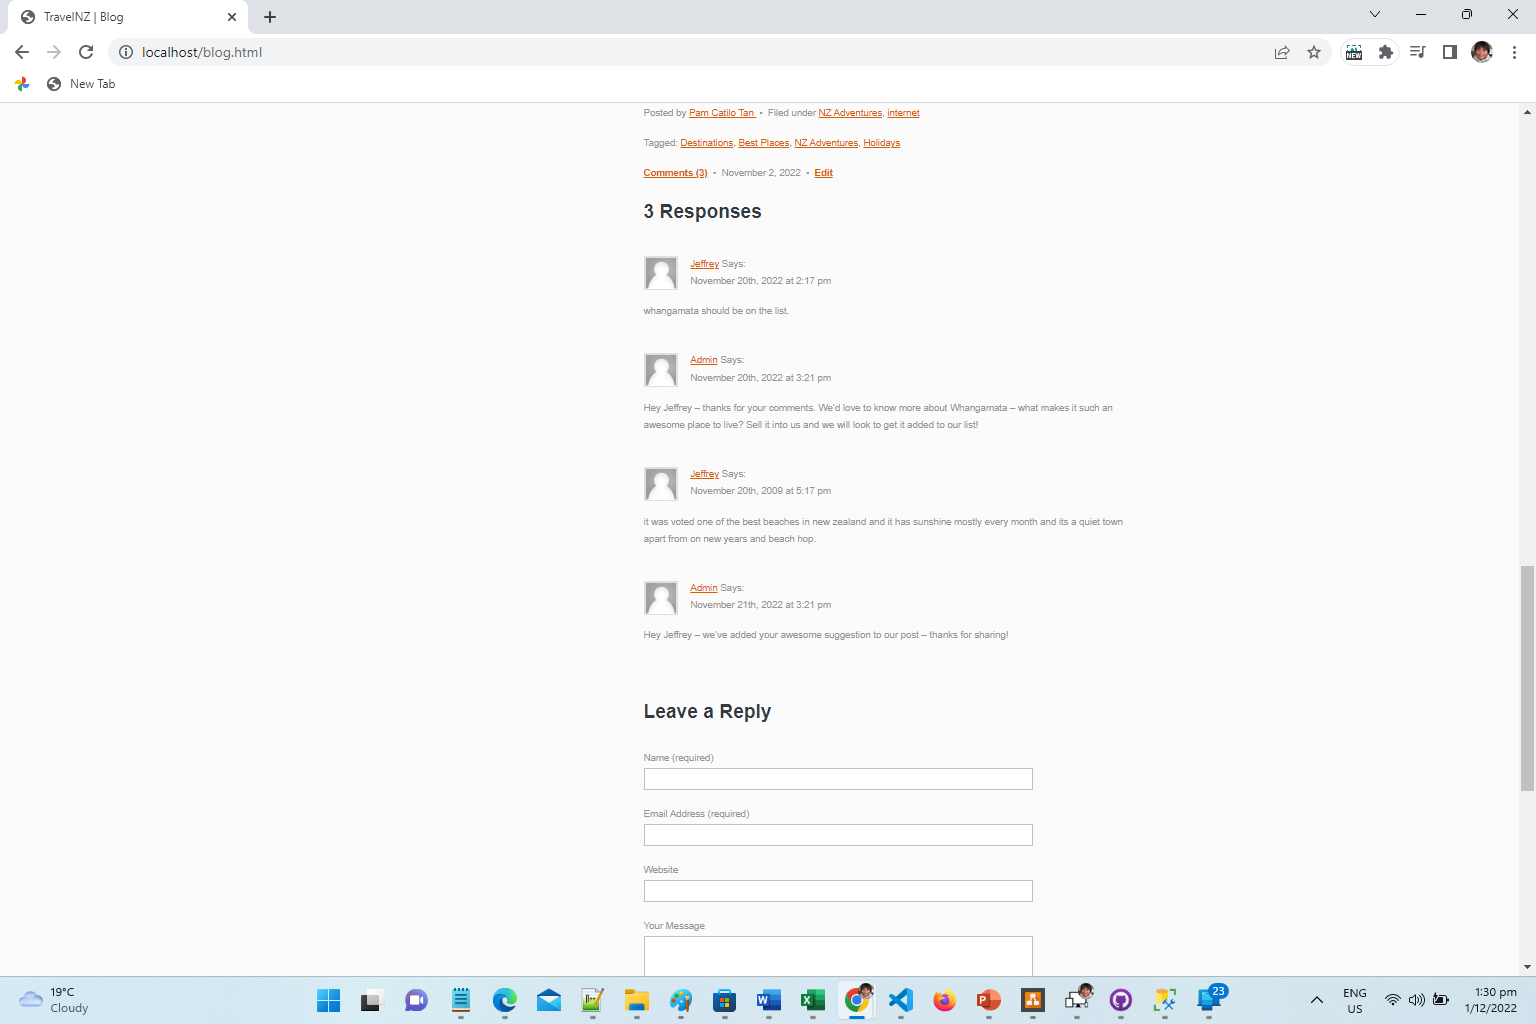 TravelNZ | Blog
localhost/blog.html
NEW
New Tab
Posted by Pam Catilo Tan • Filed under NZ Adventures, internet
Tagged: Destinations, Best Places, NZ Adventures, Holidays
Comments (3) • November 2, 2022 • Edit
3 Responses
Jeffrey Says:
November 20th, 2022 at 2:17 pm
whangamata should be on the list.
Admin Says:
November 20th, 2022 at 3:21 pm
Hey Jeffrey – thanks for your comments. We'd love to know more about Whangamata – what makes it such an
awesome place to live? Sell it into us and we will look to get it added to our list!
Jeffrey Says:
November 20th, 2009 at 5:17 pm
it was voted one of the best beaches in new zealand and it has sunshine mostly every month and its a quiet town
apart from on new years and beach hop.
Admin Says:
November 21th, 2022 at 3:21 pm
Hey Jeffrey – we've added your awesome suggestion to our post – thanks for sharing!
Leave a Reply
Name (required)
Email Address (required)
Website
Your Message
19°C
Cloudy
W
X
P
23
ENG
US
1:30 pm
1/12/2022